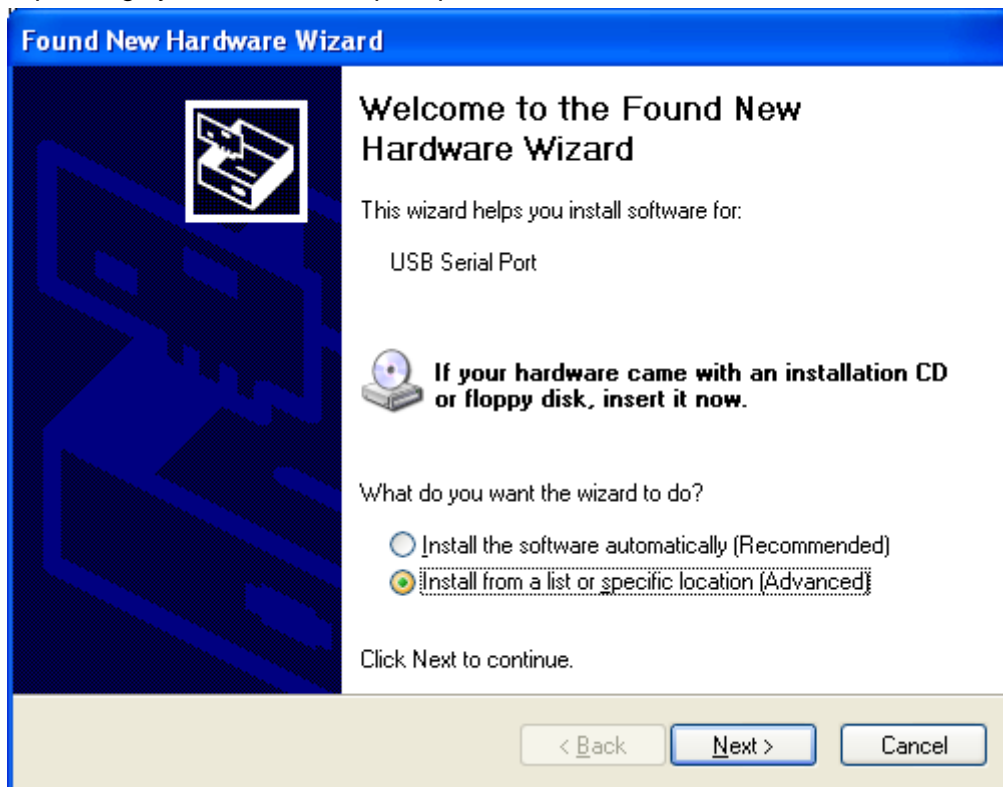 Found New Hardware Wizard
Welcome to the Found New
Hardware Wizard
This wizard helps you install software for:
USB Serial Port
If your hardware came with an installation CD
or floppy disk, insert it now.
What do you want the wizard to do?
Install the software automatically (Recommended)
Install from a list or specific location (Advanced)
Click Next to continue.
< Back
Next >
Cancel